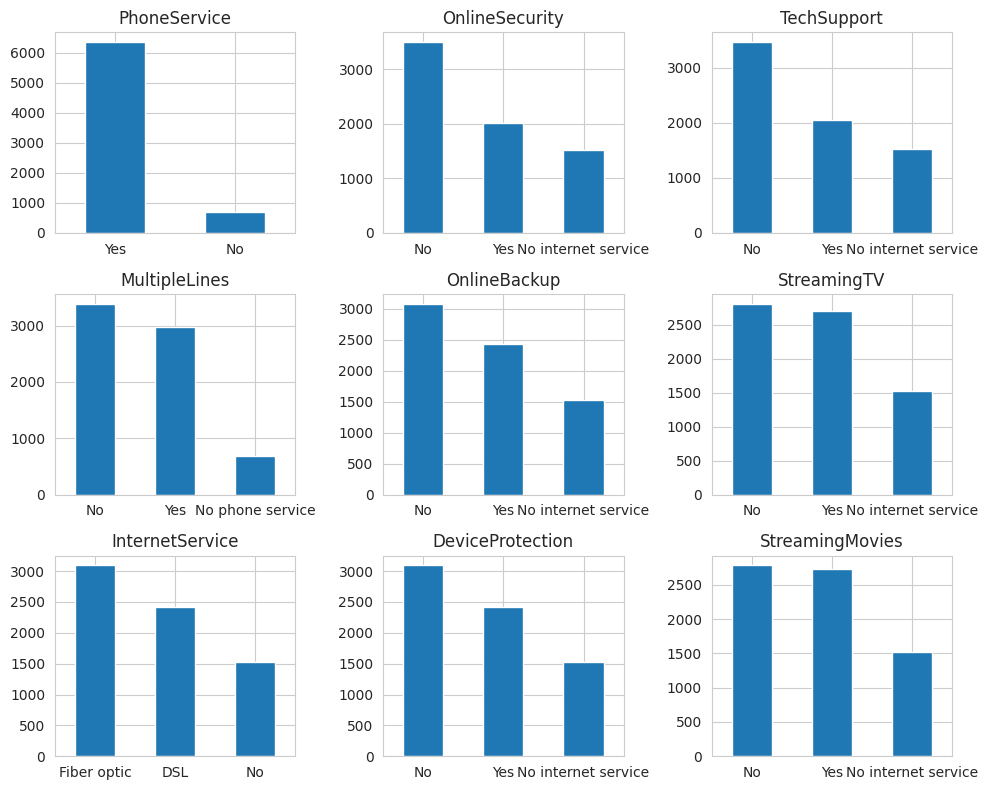 PhoneService
6000
5000
4000
3000
2000
1000
0
Yes No
OnlineSecurity
3000
2000
1000
0
No Yes No internet service
TechSupport
3000
2000
1000
0
No Yes No internet service
MultipleLines
3000
2000
1000
0
No Yes No phone service
OnlineBackup
3000
2500
2000
1500
1000
500
0
No Yes No internet service
StreamingTV
2500
2000
1500
1000
500
0
No Yes No internet service
InternetService
3000
2500
2000
1500
1000
500
0
Fiber optic DSL No
DeviceProtection
3000
2500
2000
1500
1000
500
0
No Yes No internet service
StreamingMovies
2500
2000
1500
1000
500
0
No Yes No internet service